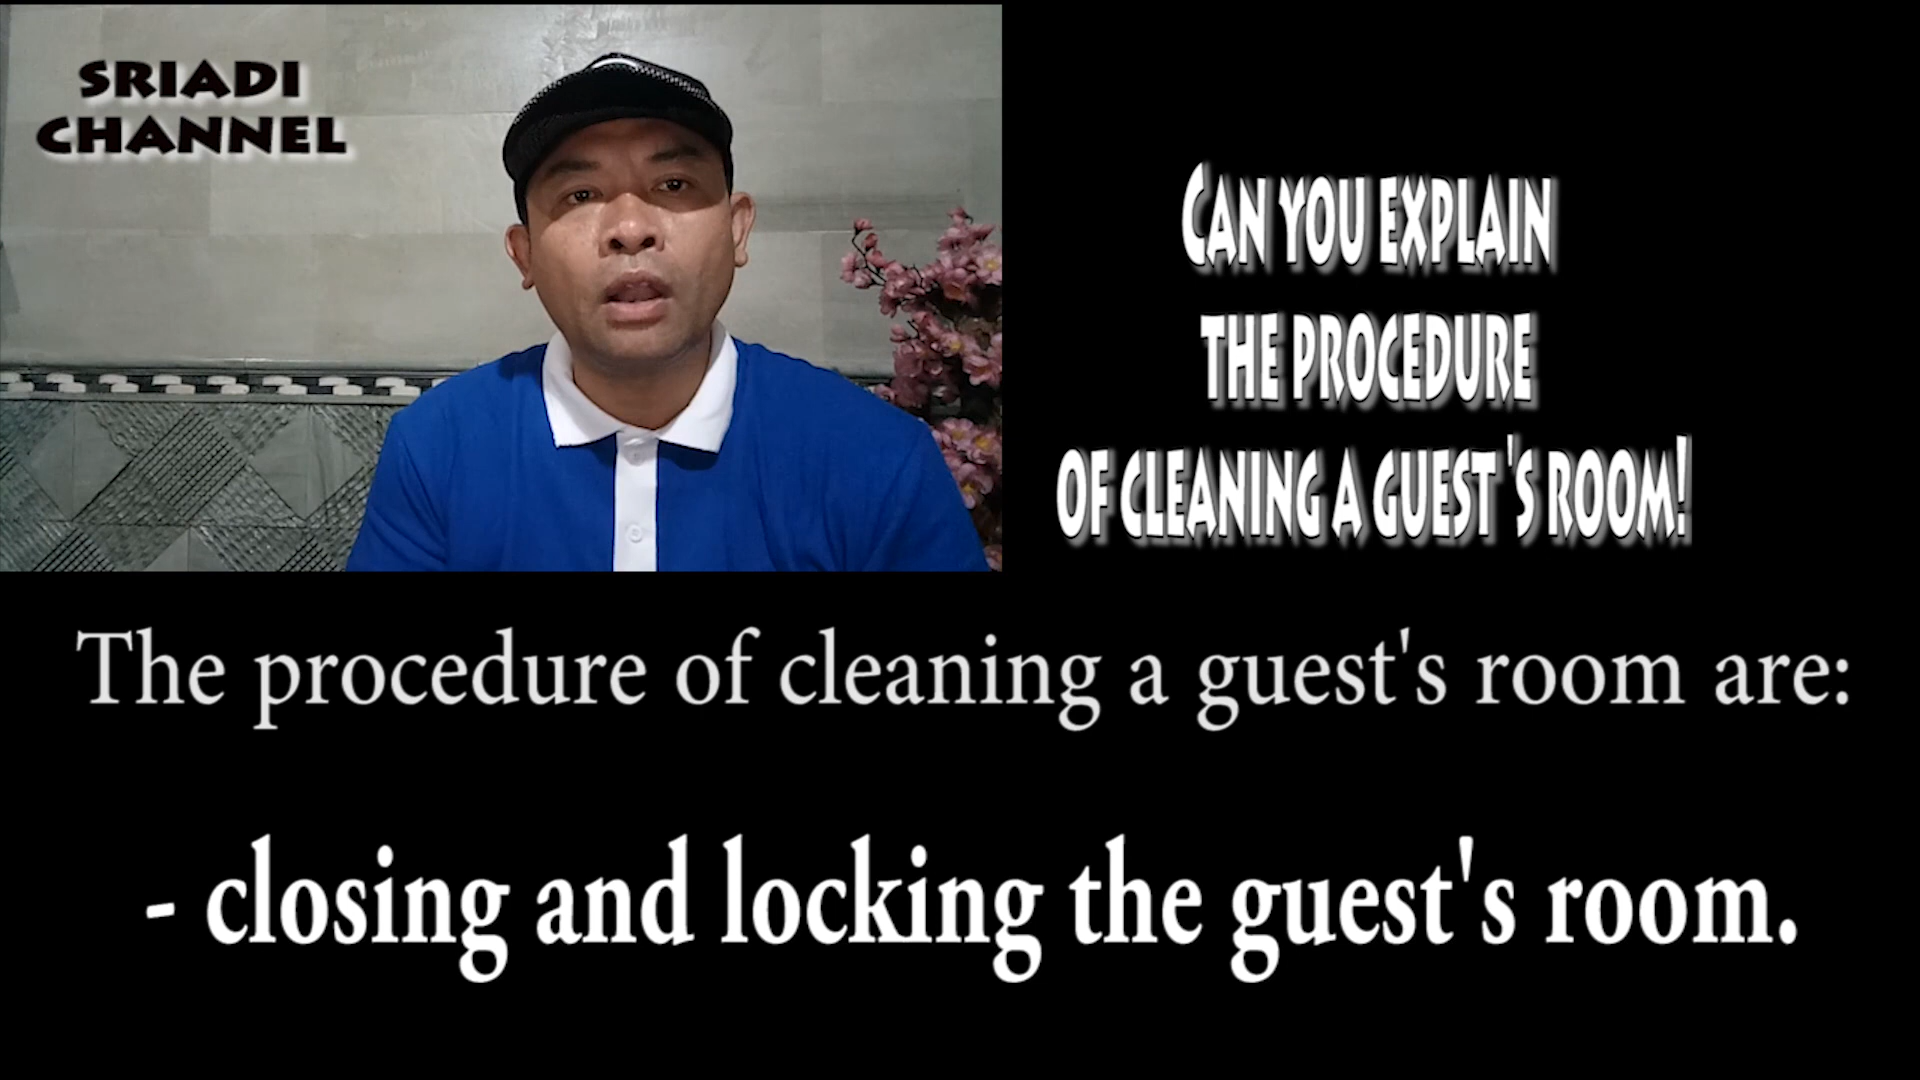 SRIADI
CHANNEL
CAN YOU EXPLAIN
THE PROCEDURE
OF CLEANING A GUEST'S ROOM!
The procedure of cleaning a guest's room are:
- closing and locking the guest's room.